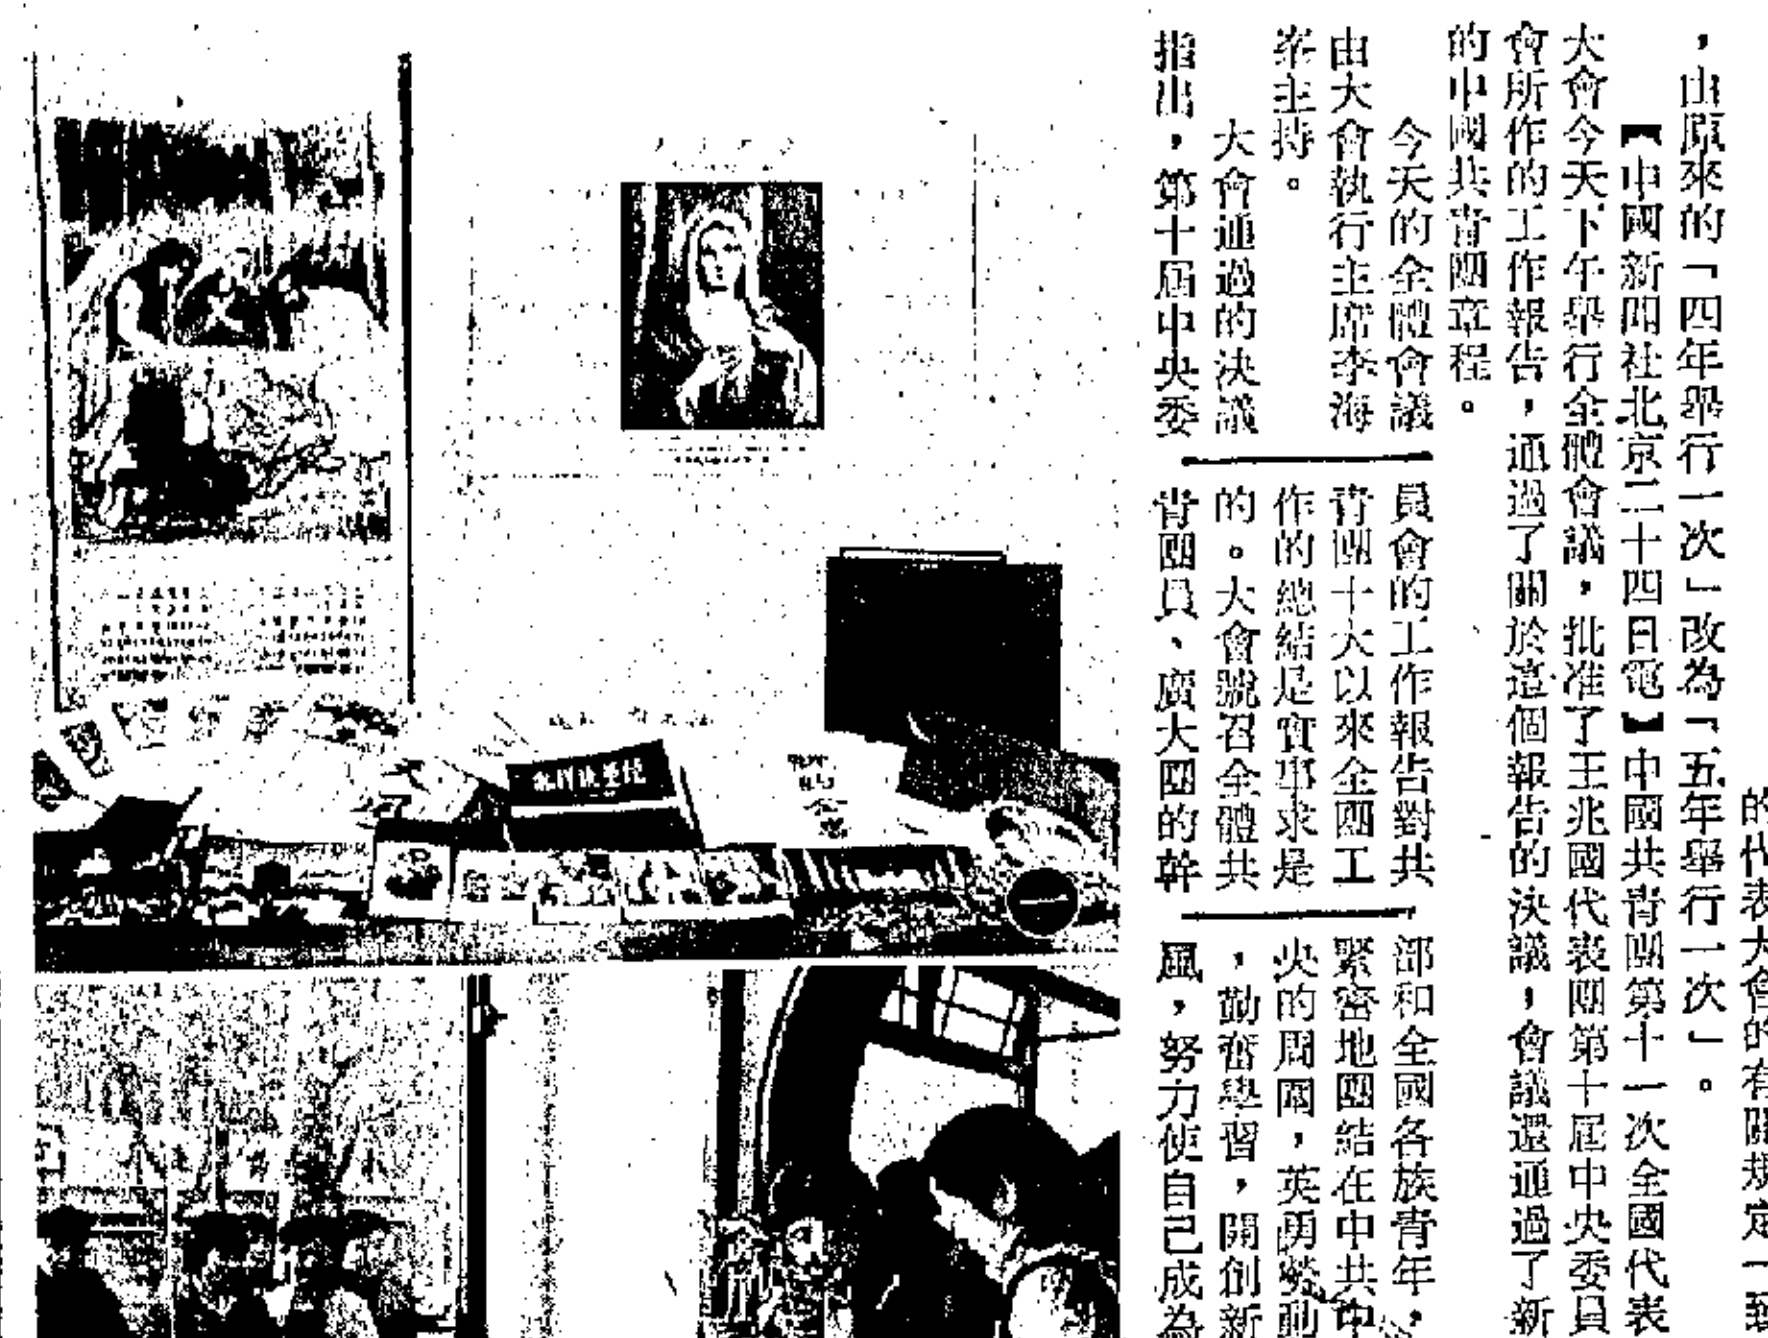 的代表大會的有關規定一致
，由原來的「四年舉行一次」改為「五年舉行一次」。
【中國新聞社北京二十四日電】中國共青團第十一次全國代表
大會今天下午舉行全體會議，批准了王兆國代表團第十屆中央委員
會所作的工作報告，通過了關於這個報告的決議，會議還通過了新
的中國共青團章程。
今天的全體會議
由大會執行主席李海
峯主持。
大會通過的決議
指出，第十屆中央委
員會的工作報告對共
青團十大以來全團工
作的總結是實事求是
的。大會號召全體共
青團員、廣大團的幹
部和全國各族青年，
緊密地團結在中共中
央的周圍，英勇勞動
，勤奮學習，開創新
風，努力使自己成為